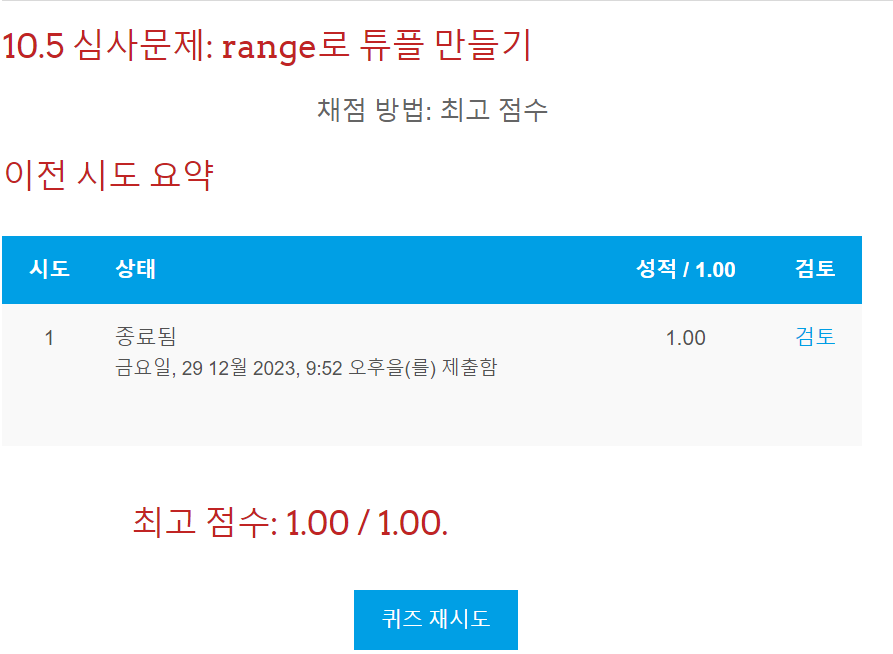 10.5 심사문제: range로 튜플 만들기
채점 방법: 최고 점수
이전 시도 요약
시도 상태 성적 / 1.00 검토
1 종료됨 1.00 검토
금요일, 29 12월 2023, 9:52 오후을(를) 제출함
최고 점수: 1.00 / 1.00.
퀴즈 재시도